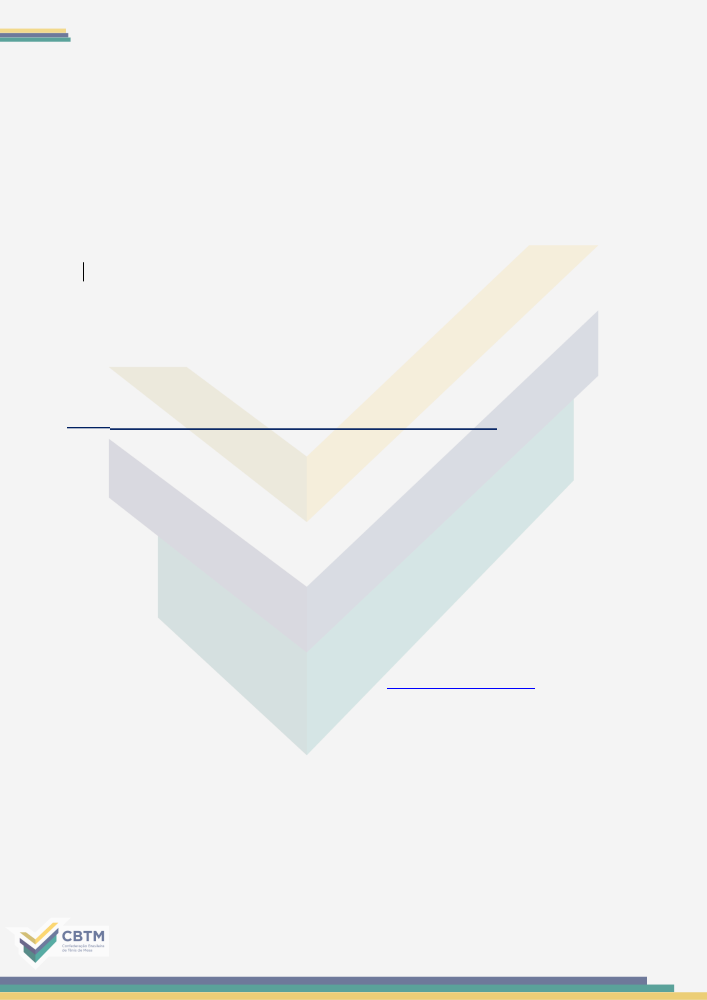 CBTM
Confederação Brasileira
de Tênis de Mesa